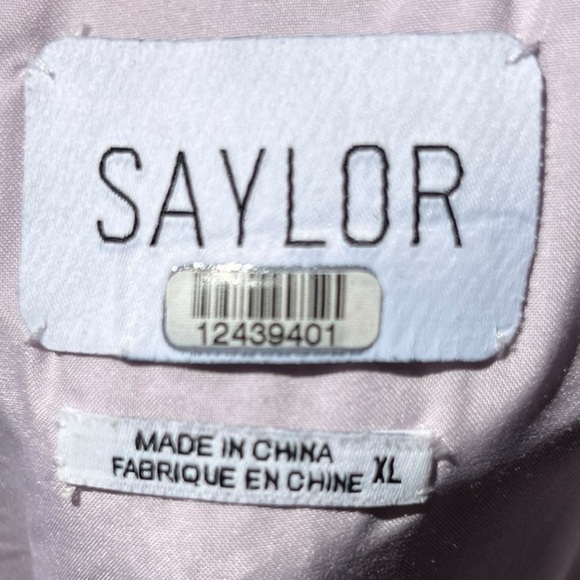 SAYLOR
12439401
MADE IN CHINA
FABRIQUE EN CHINE XL